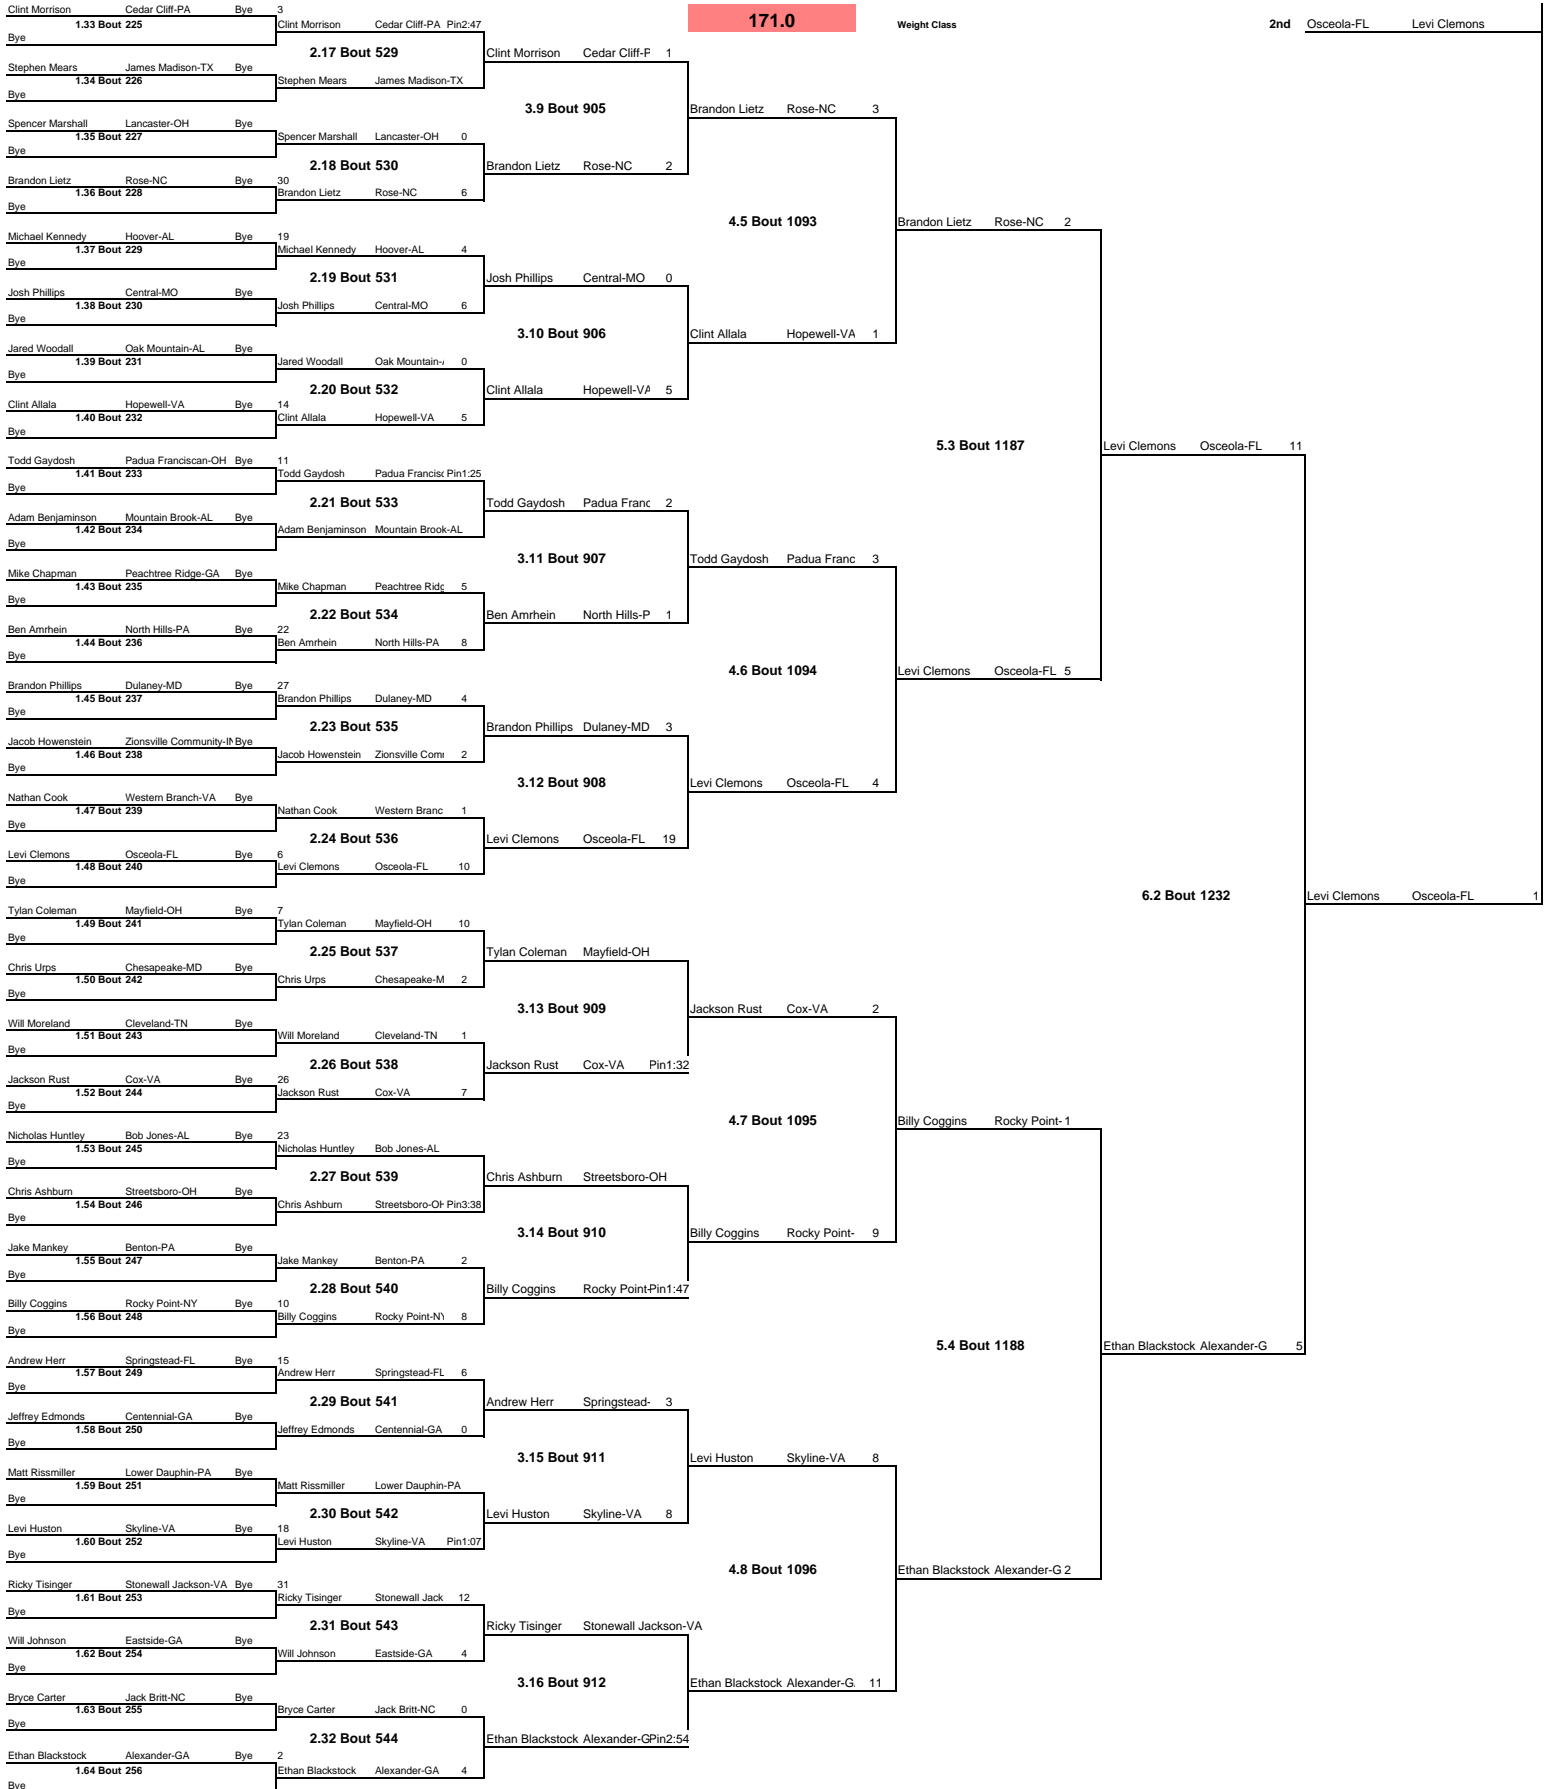 171.0 Weight Class 2nd Osceola-FL Levi Clemons
Clint Morrison Cedar Cliff-PA Bye 3
1.33 Bout 225
Bye
Stephen Mears James Madison-TX Bye
1.34 Bout 226
Bye
Spencer Marshall Lancaster-OH Bye
1.35 Bout 227
Bye
Brandon Lietz Rose-NC Bye 30
1.36 Bout 228
Bye
Michael Kennedy Hoover-AL Bye 19
1.37 Bout 229
Bye
Josh Phillips Central-MO Bye
1.38 Bout 230
Bye
Jared Woodall Oak Mountain-AL Bye
1.39 Bout 231
Bye
Clint Allala Hopewell-VA Bye 14
1.40 Bout 232
Bye
Todd Gaydosh Padua Franciscan-OH Bye 11
1.41 Bout 233
Bye
Adam Benjaminson Mountain Brook-AL Bye
1.42 Bout 234
Bye
Mike Chapman Peachtree Ridge-GA Bye
1.43 Bout 235
Bye
Ben Amrhein North Hills-PA Bye 22
1.44 Bout 236
Bye
Brandon Phillips Dulaney-MD Bye 27
1.45 Bout 237
Bye
Jacob Howenstein Zionsville Community-IN Bye
1.46 Bout 238
Bye
Nathan Cook Western Branch-VA Bye
1.47 Bout 239
Bye
Levi Clemons Osceola-FL Bye 6
1.48 Bout 240
Bye
Tylan Coleman Mayfield-OH Bye 7
1.49 Bout 241
Bye
Chris Urps Chesapeake-MD Bye
1.50 Bout 242
Bye
Will Moreland Cleveland-TN Bye
1.51 Bout 243
Bye
Jackson Rust Cox-VA Bye 26
1.52 Bout 244
Bye
Nicholas Huntley Bob Jones-AL Bye 23
1.53 Bout 245
Bye
Chris Ashburn Streetsboro-OH Bye
1.54 Bout 246
Bye
Jake Mankey Benton-PA Bye
1.55 Bout 247
Bye
Billy Coggins Rocky Point-NY Bye 10
1.56 Bout 248
Bye
Andrew Herr Springstead-FL Bye 15
1.57 Bout 249
Bye
Jeffrey Edmonds Centennial-GA Bye
1.58 Bout 250
Bye
Matt Rissmiller Lower Dauphin-PA Bye
1.59 Bout 251
Bye
Levi Huston Skyline-VA Bye 18
1.60 Bout 252
Bye
Ricky Tisinger Stonewall Jackson-VA Bye 31
1.61 Bout 253
Bye
Will Johnson Eastside-GA Bye
1.62 Bout 254
Bye
Bryce Carter Jack Britt-NC Bye
1.63 Bout 255
Bye
Ethan Blackstock Alexander-GA Bye 2
1.64 Bout 256
Bye
Clint Morrison Cedar Cliff-PA Pin2:47
2.17 Bout 529
Stephen Mears James Madison-TX
Spencer Marshall Lancaster-OH 0
2.18 Bout 530
Brandon Lietz Rose-NC 6
Michael Kennedy Hoover-AL 4
2.19 Bout 531
Josh Phillips Central-MO 6
Jared Woodall Oak Mountain- 0
2.20 Bout 532
Clint Allala Hopewell-VA 5
Todd Gaydosh Padua Francisc Pin1:25
2.21 Bout 533
Adam Benjaminson Mountain Brook-AL
Mike Chapman Peachtree Ridg 5
2.22 Bout 534
Ben Amrhein North Hills-PA 8
Brandon Phillips Dulaney-MD 4
2.23 Bout 535
Jacob Howenstein Zionsville Comm 2
Nathan Cook Western Branc 1
2.24 Bout 536
Levi Clemons Osceola-FL 10
Tylan Coleman Mayfield-OH 10
2.25 Bout 537
Chris Urps Chesapeake-M 2
Will Moreland Cleveland-TN 1
2.26 Bout 538
Jackson Rust Cox-VA 7
Nicholas Huntley Bob Jones-AL
2.27 Bout 539
Chris Ashburn Streetsboro-OH Pin3:38
Jake Mankey Benton-PA 2
2.28 Bout 540
Billy Coggins Rocky Point-NY 8
Andrew Herr Springstead-FL 6
2.29 Bout 541
Jeffrey Edmonds Centennial-GA 0
Matt Rissmiller Lower Dauphin-PA
2.30 Bout 542
Levi Huston Skyline-VA Pin1:07
Ricky Tisinger Stonewall Jack 12
2.31 Bout 543
Will Johnson Eastside-GA 4
Bryce Carter Jack Britt-NC 0
2.32 Bout 544
Ethan Blackstock Alexander-GA 4
Clint Morrison Cedar Cliff-P 1
3.9 Bout 905
Brandon Lietz Rose-NC 2
Josh Phillips Central-MO 0
3.10 Bout 906
Clint Allala Hopewell-VA 5
Todd Gaydosh Padua Franc 2
3.11 Bout 907
Ben Amrhein North Hills-P 1
Brandon Phillips Dulaney-MD 3
3.12 Bout 908
Levi Clemons Osceola-FL 19
Tylan Coleman Mayfield-OH
3.13 Bout 909
Jackson Rust Cox-VA Pin1:32
Chris Ashburn Streetsboro-OH
3.14 Bout 910
Billy Coggins Rocky Point- Pin1:47
Andrew Herr Springstead- 3
3.15 Bout 911
Levi Huston Skyline-VA 8
Ricky Tisinger Stonewall Jackson-VA
3.16 Bout 912
Ethan Blackstock Alexander-G Pin2:54
Brandon Lietz Rose-NC 3
4.5 Bout 1093
Clint Allala Hopewell-VA 1
Todd Gaydosh Padua Franc 3
4.6 Bout 1094
Levi Clemons Osceola-FL 4
Jackson Rust Cox-VA 2
4.7 Bout 1095
Billy Coggins Rocky Point- 9
Levi Huston Skyline-VA 8
4.8 Bout 1096
Ethan Blackstock Alexander-G 11
Brandon Lietz Rose-NC 2
5.3 Bout 1187
Levi Clemons Osceola-FL 5
Billy Coggins Rocky Point- 1
5.4 Bout 1188
Ethan Blackstock Alexander-G 2
Levi Clemons Osceola-FL 11
6.2 Bout 1232
Ethan Blackstock Alexander-G 5
Levi Clemons Osceola-FL 1